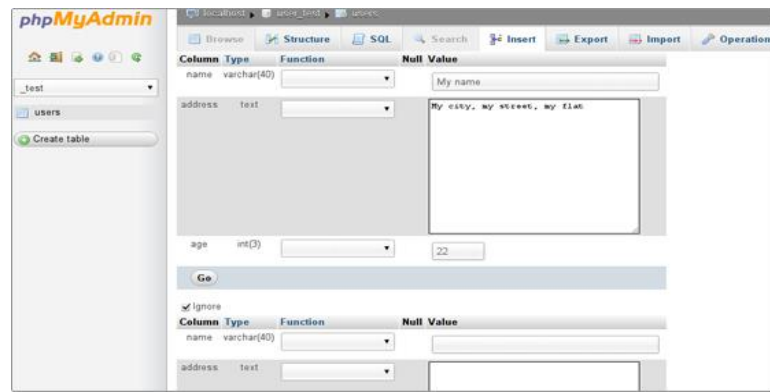 phpMyAdmin
localhost ▸ user_test ▸ users
Browse Structure SQL Search Insert Export Import Operation
_test
users
Create table
Column Type Function Null Value
name varchar(40) My name
address text My city, my street, my flat
age int(3) 22
Go
Ignore
Column Type Function Null Value
name varchar(40)
address text